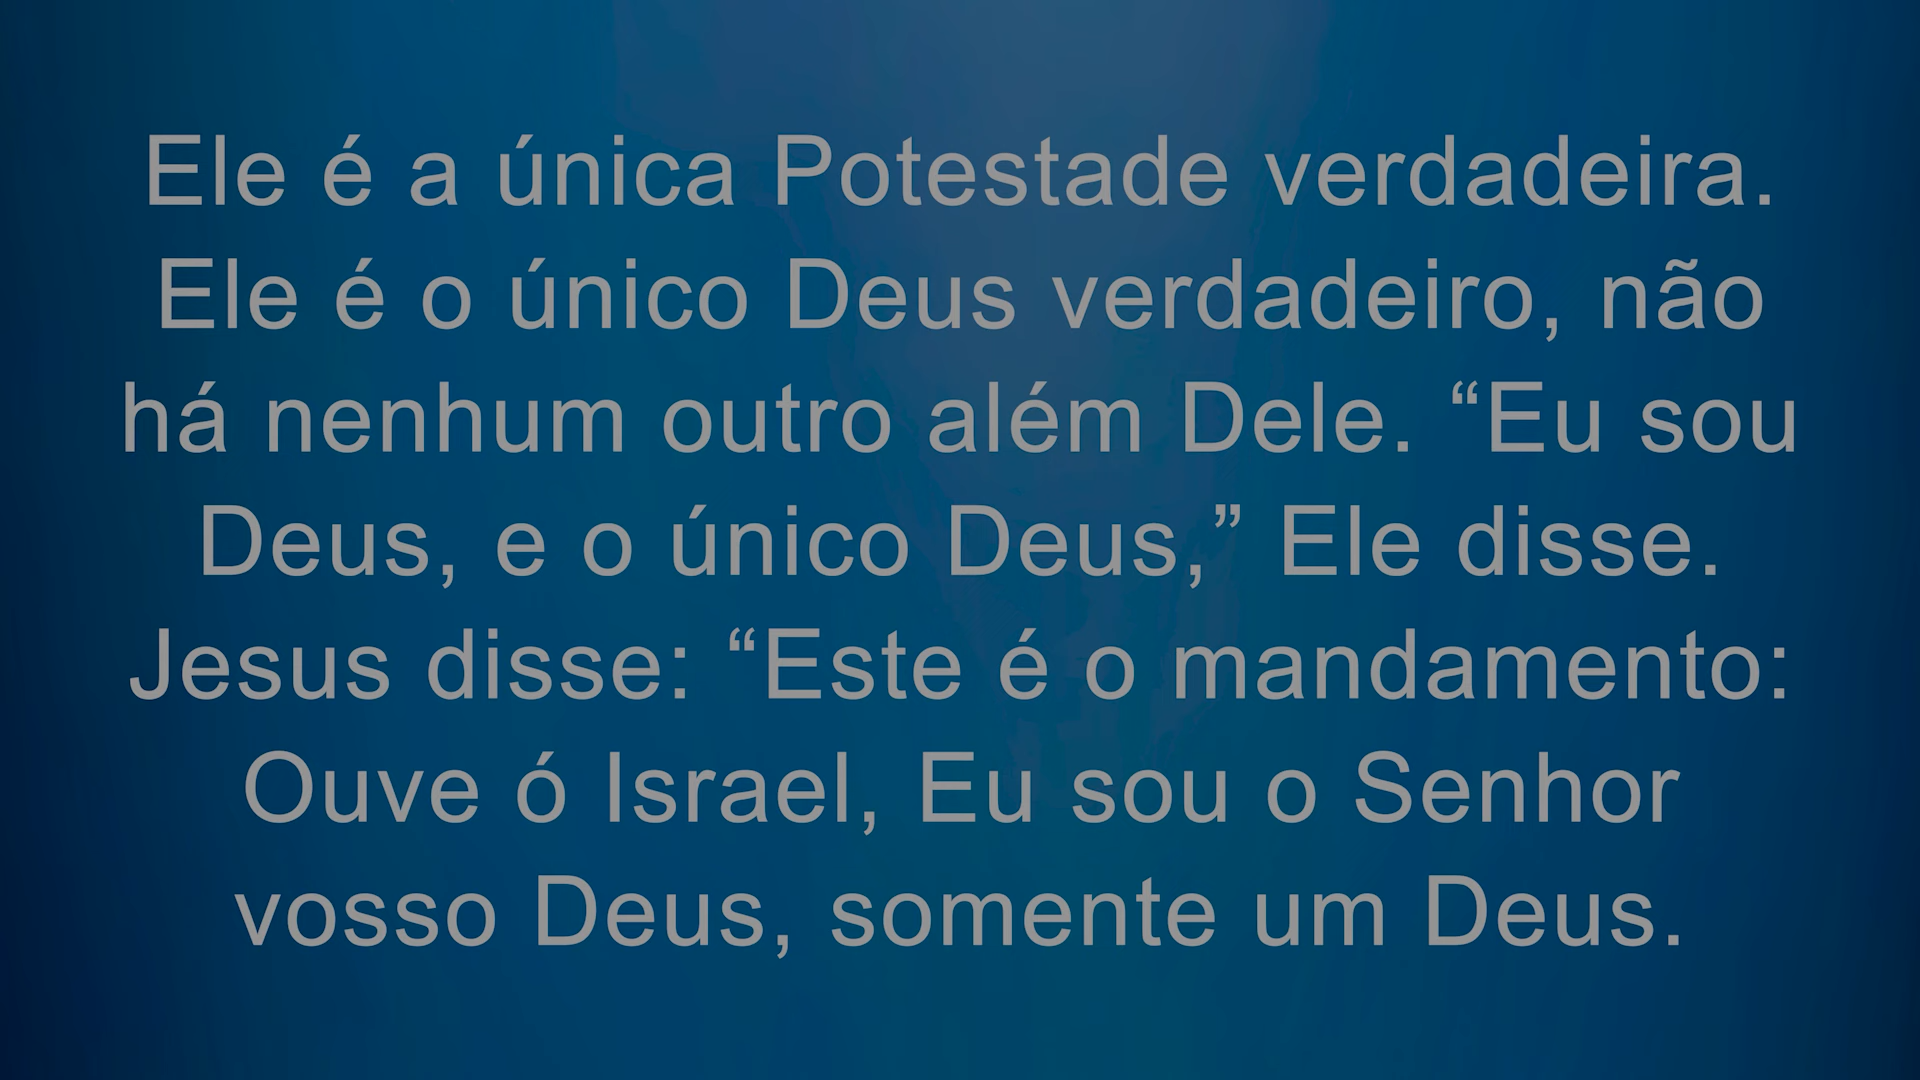 Ele é a única Potestade verdadeira.
Ele é o único Deus verdadeiro, não
há nenhum outro além Dele. “Eu sou
Deus, e o único Deus,” Ele disse.
Jesus disse: “Este é o mandamento:
Ouve ó Israel, Eu sou o Senhor
vosso Deus, somente um Deus.